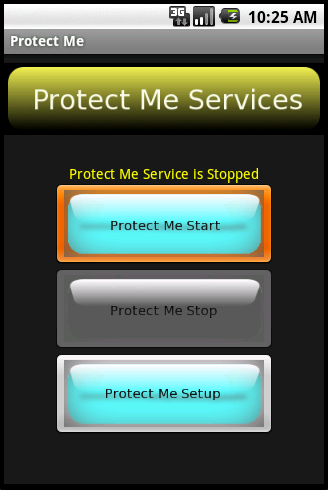 3G 10:25 AM
Protect Me
Protect Me Services
Protect Me Service is Stopped
Protect Me Start
Protect Me Stop
Protect Me Setup